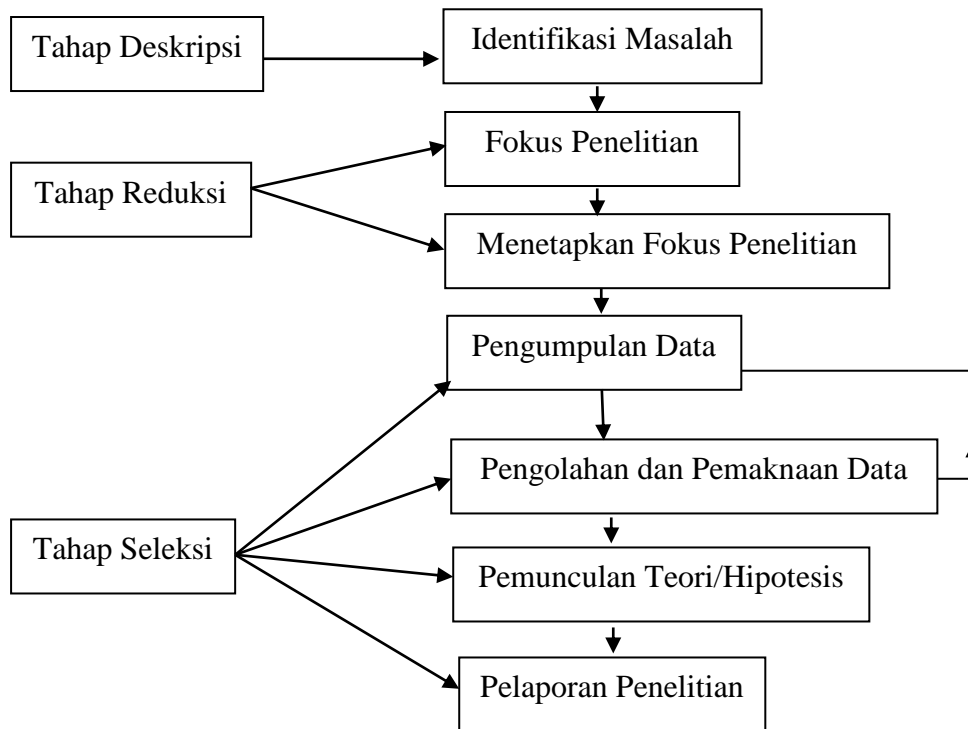 Tahap Deskripsi
Identifikasi Masalah
Fokus Penelitian
Tahap Reduksi
Menetapkan Fokus Penelitian
Pengumpulan Data
Pengolahan dan Pemaknaan Data
Tahap Seleksi
Pemunculan Teori/Hipotesis
Pelaporan Penelitian